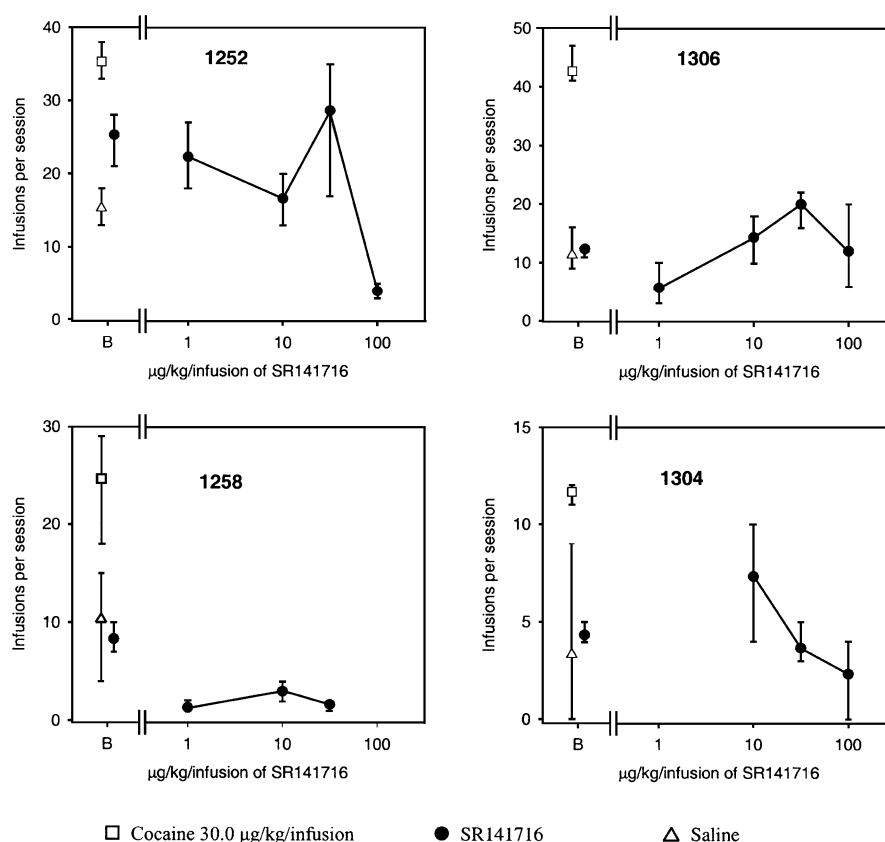 1252
Infusions per session
40
30
20
10
0
B 1 10 100
μg/kg/infusion of SR141716
1306
Infusions per session
50
40
30
20
10
0
B 1 10 100
μg/kg/infusion of SR141716
1258
Infusions per session
30
20
10
0
B 1 10 100
μg/kg/infusion of SR141716
1304
Infusions per session
15
10
5
0
B 1 10 100
μg/kg/infusion of SR141716
Cocaine 30.0 μg/kg/infusion SR141716 Saline